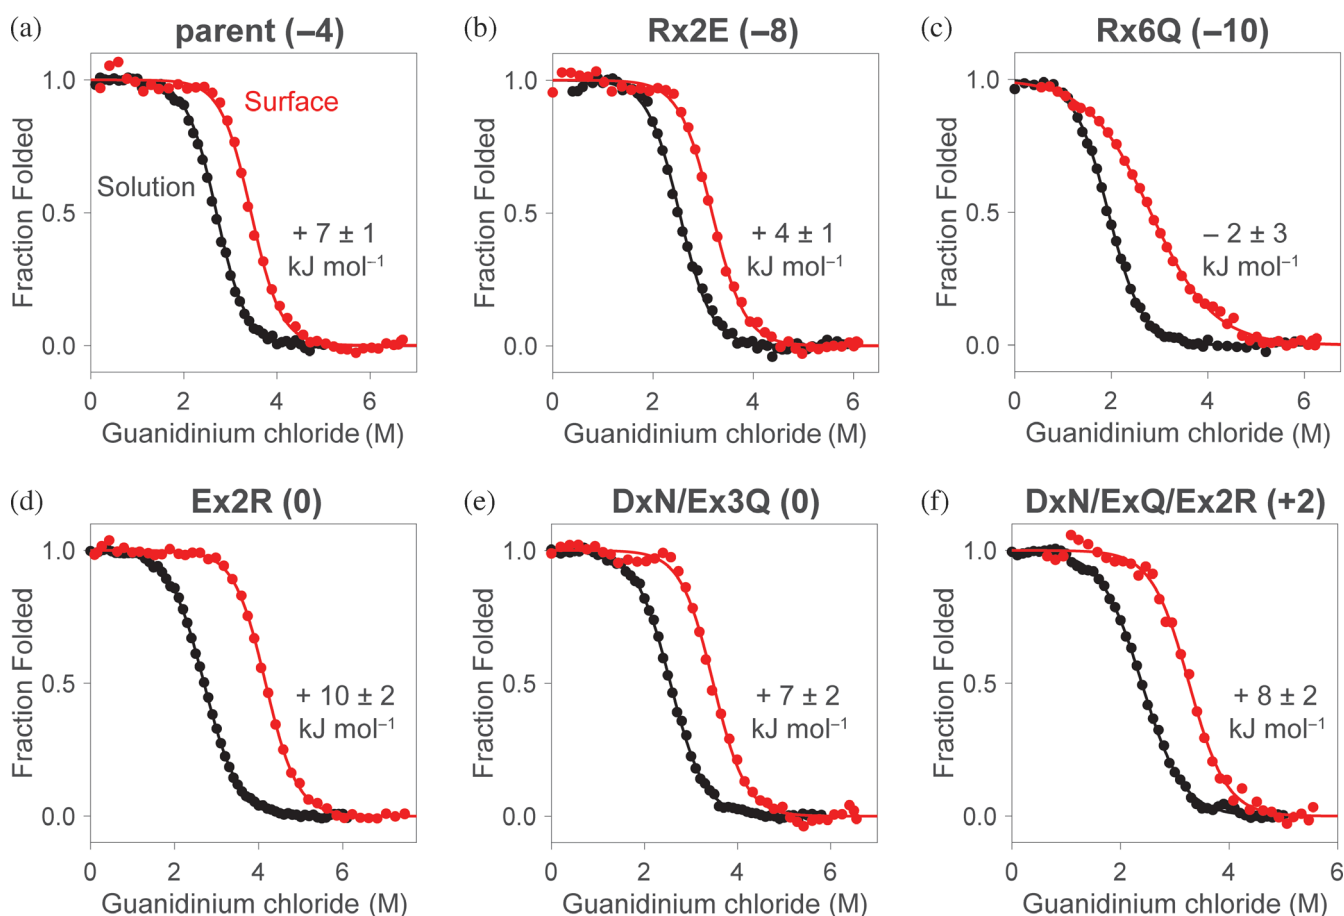 (a)
parent (–4)
Fraction Folded
1.0
0.5
0.0
Surface
Solution
+ 7 ± 1
kJ mol⁻¹
0 2 4 6
Guanidinium chloride (M)
(b)
Rx2E (–8)
Fraction Folded
1.0
0.5
0.0
+ 4 ± 1
kJ mol⁻¹
0 2 4 6
Guanidinium chloride (M)
(c)
Rx6Q (–10)
Fraction Folded
1.0
0.5
0.0
– 2 ± 3
kJ mol⁻¹
0 2 4 6
Guanidinium chloride (M)
(d)
Ex2R (0)
Fraction Folded
1.0
0.5
0.0
+ 10 ± 2
kJ mol⁻¹
0 2 4 6
Guanidinium chloride (M)
(e)
DxN/Ex3Q (0)
Fraction Folded
1.0
0.5
0.0
+ 7 ± 2
kJ mol⁻¹
0 2 4 6
Guanidinium chloride (M)
(f)
DxN/ExQ/Ex2R (+2)
Fraction Folded
1.0
0.5
0.0
+ 8 ± 2
kJ mol⁻¹
0 2 4 6
Guanidinium chloride (M)